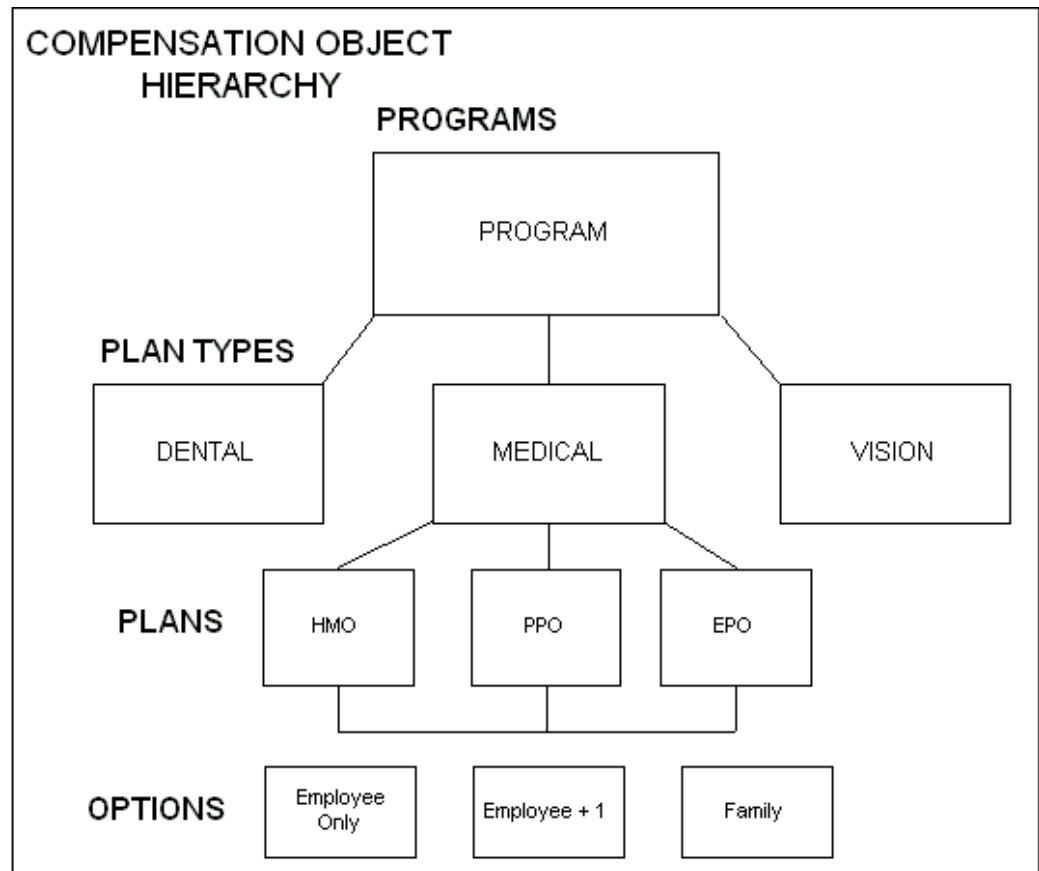 COMPENSATION OBJECT
HIERARCHY
PROGRAMS
PROGRAM
PLAN TYPES
DENTAL
MEDICAL
VISION
PLANS
HMO
PPO
EPO
OPTIONS
Employee
Only
Employee + 1
Family